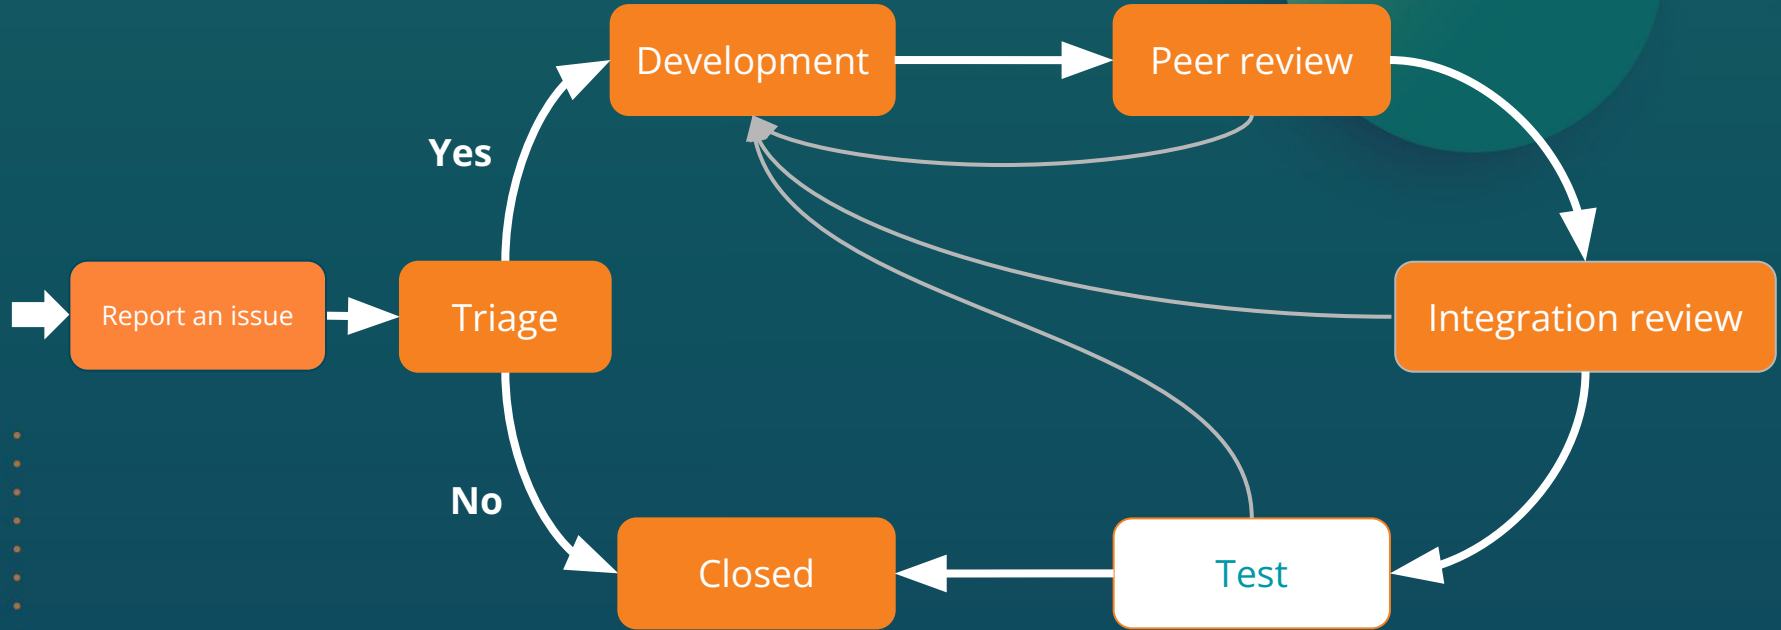 Development
Peer review
Yes
Report an issue
Triage
Integration review
No
Closed
Test